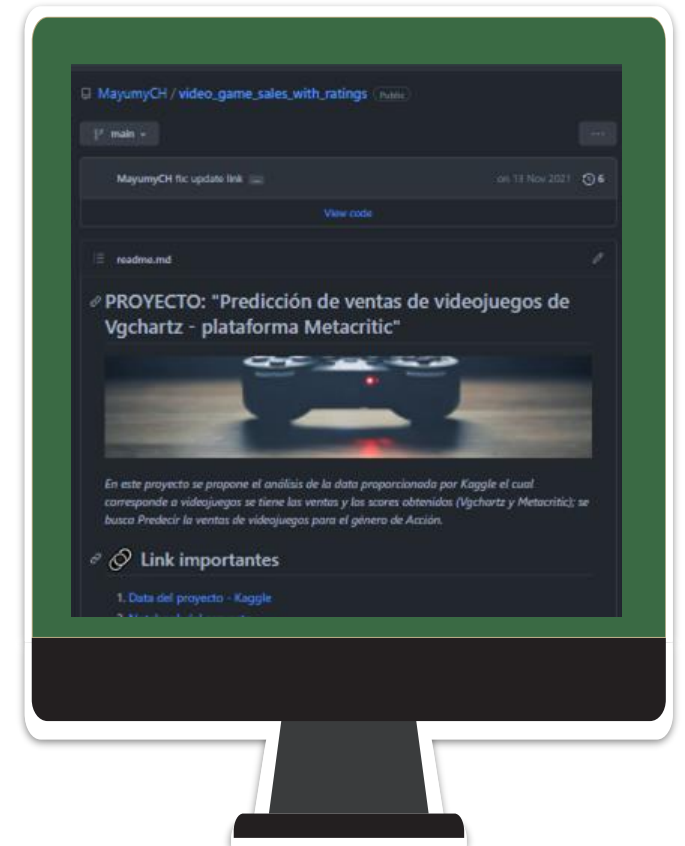 MayumyCH / video_game_sales_with_ratings Public
main
...
MayumyCH fix: update link ... on 13 Nov 2021 6
View code
readme.md
PROYECTO: "Predicción de ventas de videojuegos de
Vgchartz - plataforma Metacritic"
En este proyecto se propone el análisis de la data proporcionada por Kaggle el cual
corresponde a videojuegos se tiene las ventas y los scores obtenidas (Vgchartz y Metacritic); se
busca Predecir la ventas de videojuegos para el género de Acción.
Link importantes
1. Data del proyecto - Kaggle